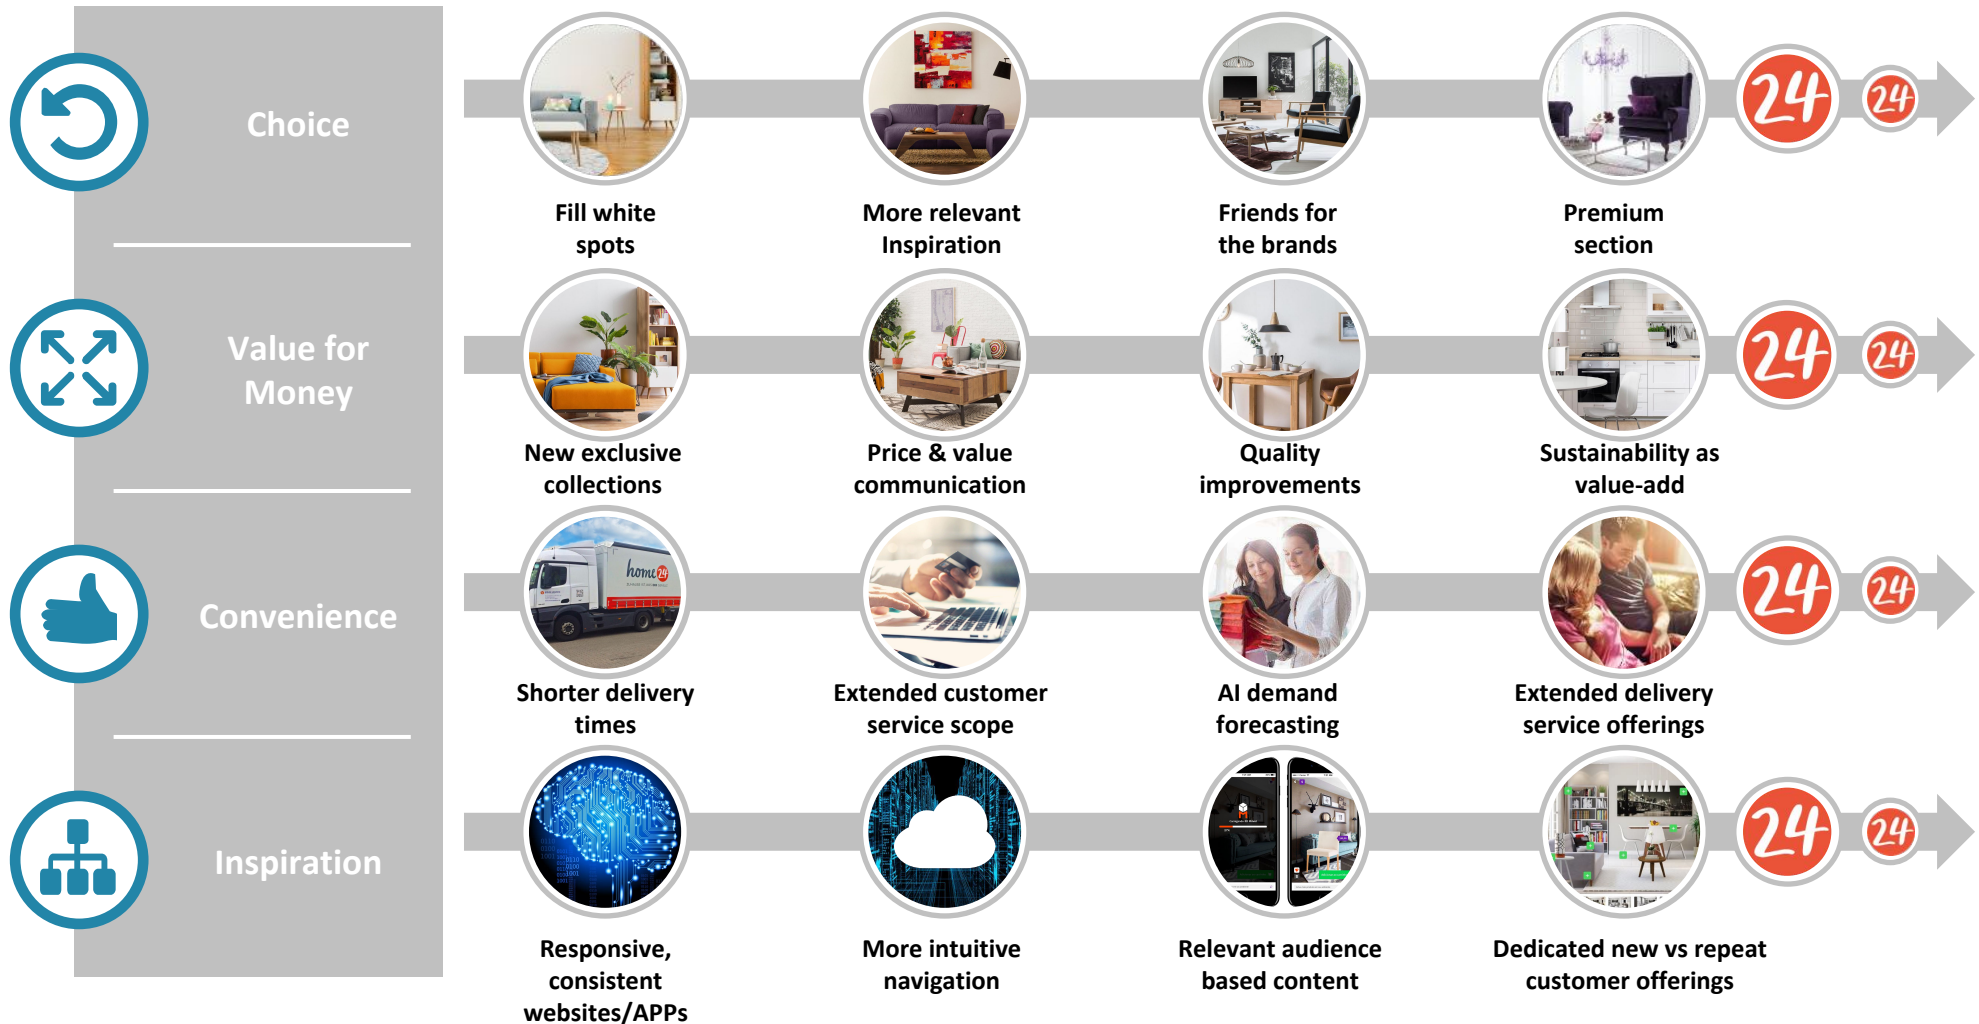 Choice
24
24
Fill white
spots
More relevant
Inspiration
Friends for
the brands
Premium
section
Value for
Money
24
24
New exclusive
collections
Price & value
communication
Quality
improvements
Sustainability as
value-add
Convenience
home24
24
24
Shorter delivery
times
Extended customer
service scope
AI demand
forecasting
Extended delivery
service offerings
Inspiration
24
24
Responsive,
consistent
websites/APPs
More intuitive
navigation
Relevant audience
based content
Dedicated new vs repeat
customer offerings